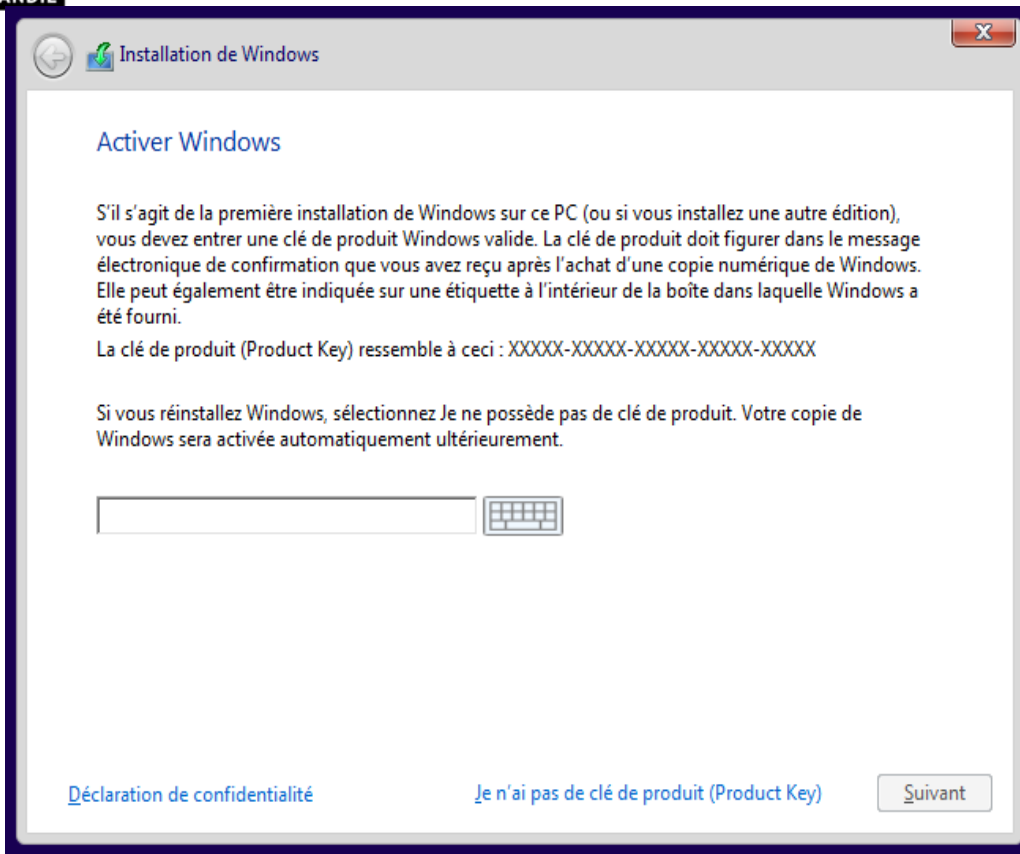 Installation de Windows
X
Activer Windows
S'il s'agit de la première installation de Windows sur ce PC (ou si vous installez une autre édition),
vous devez entrer une clé de produit Windows valide. La clé de produit doit figurer dans le message
électronique de confirmation que vous avez reçu après l'achat d'une copie numérique de Windows.
Elle peut également être indiquée sur une étiquette à l'intérieur de la boîte dans laquelle Windows a
été fourni.
La clé de produit (Product Key) ressemble à ceci : XXXXX-XXXXX-XXXXX-XXXXX-XXXXX
Si vous réinstallez Windows, sélectionnez Je ne possède pas de clé de produit. Votre copie de
Windows sera activée automatiquement ultérieurement.
Déclaration de confidentialité
Je n'ai pas de clé de produit (Product Key)
Suivant